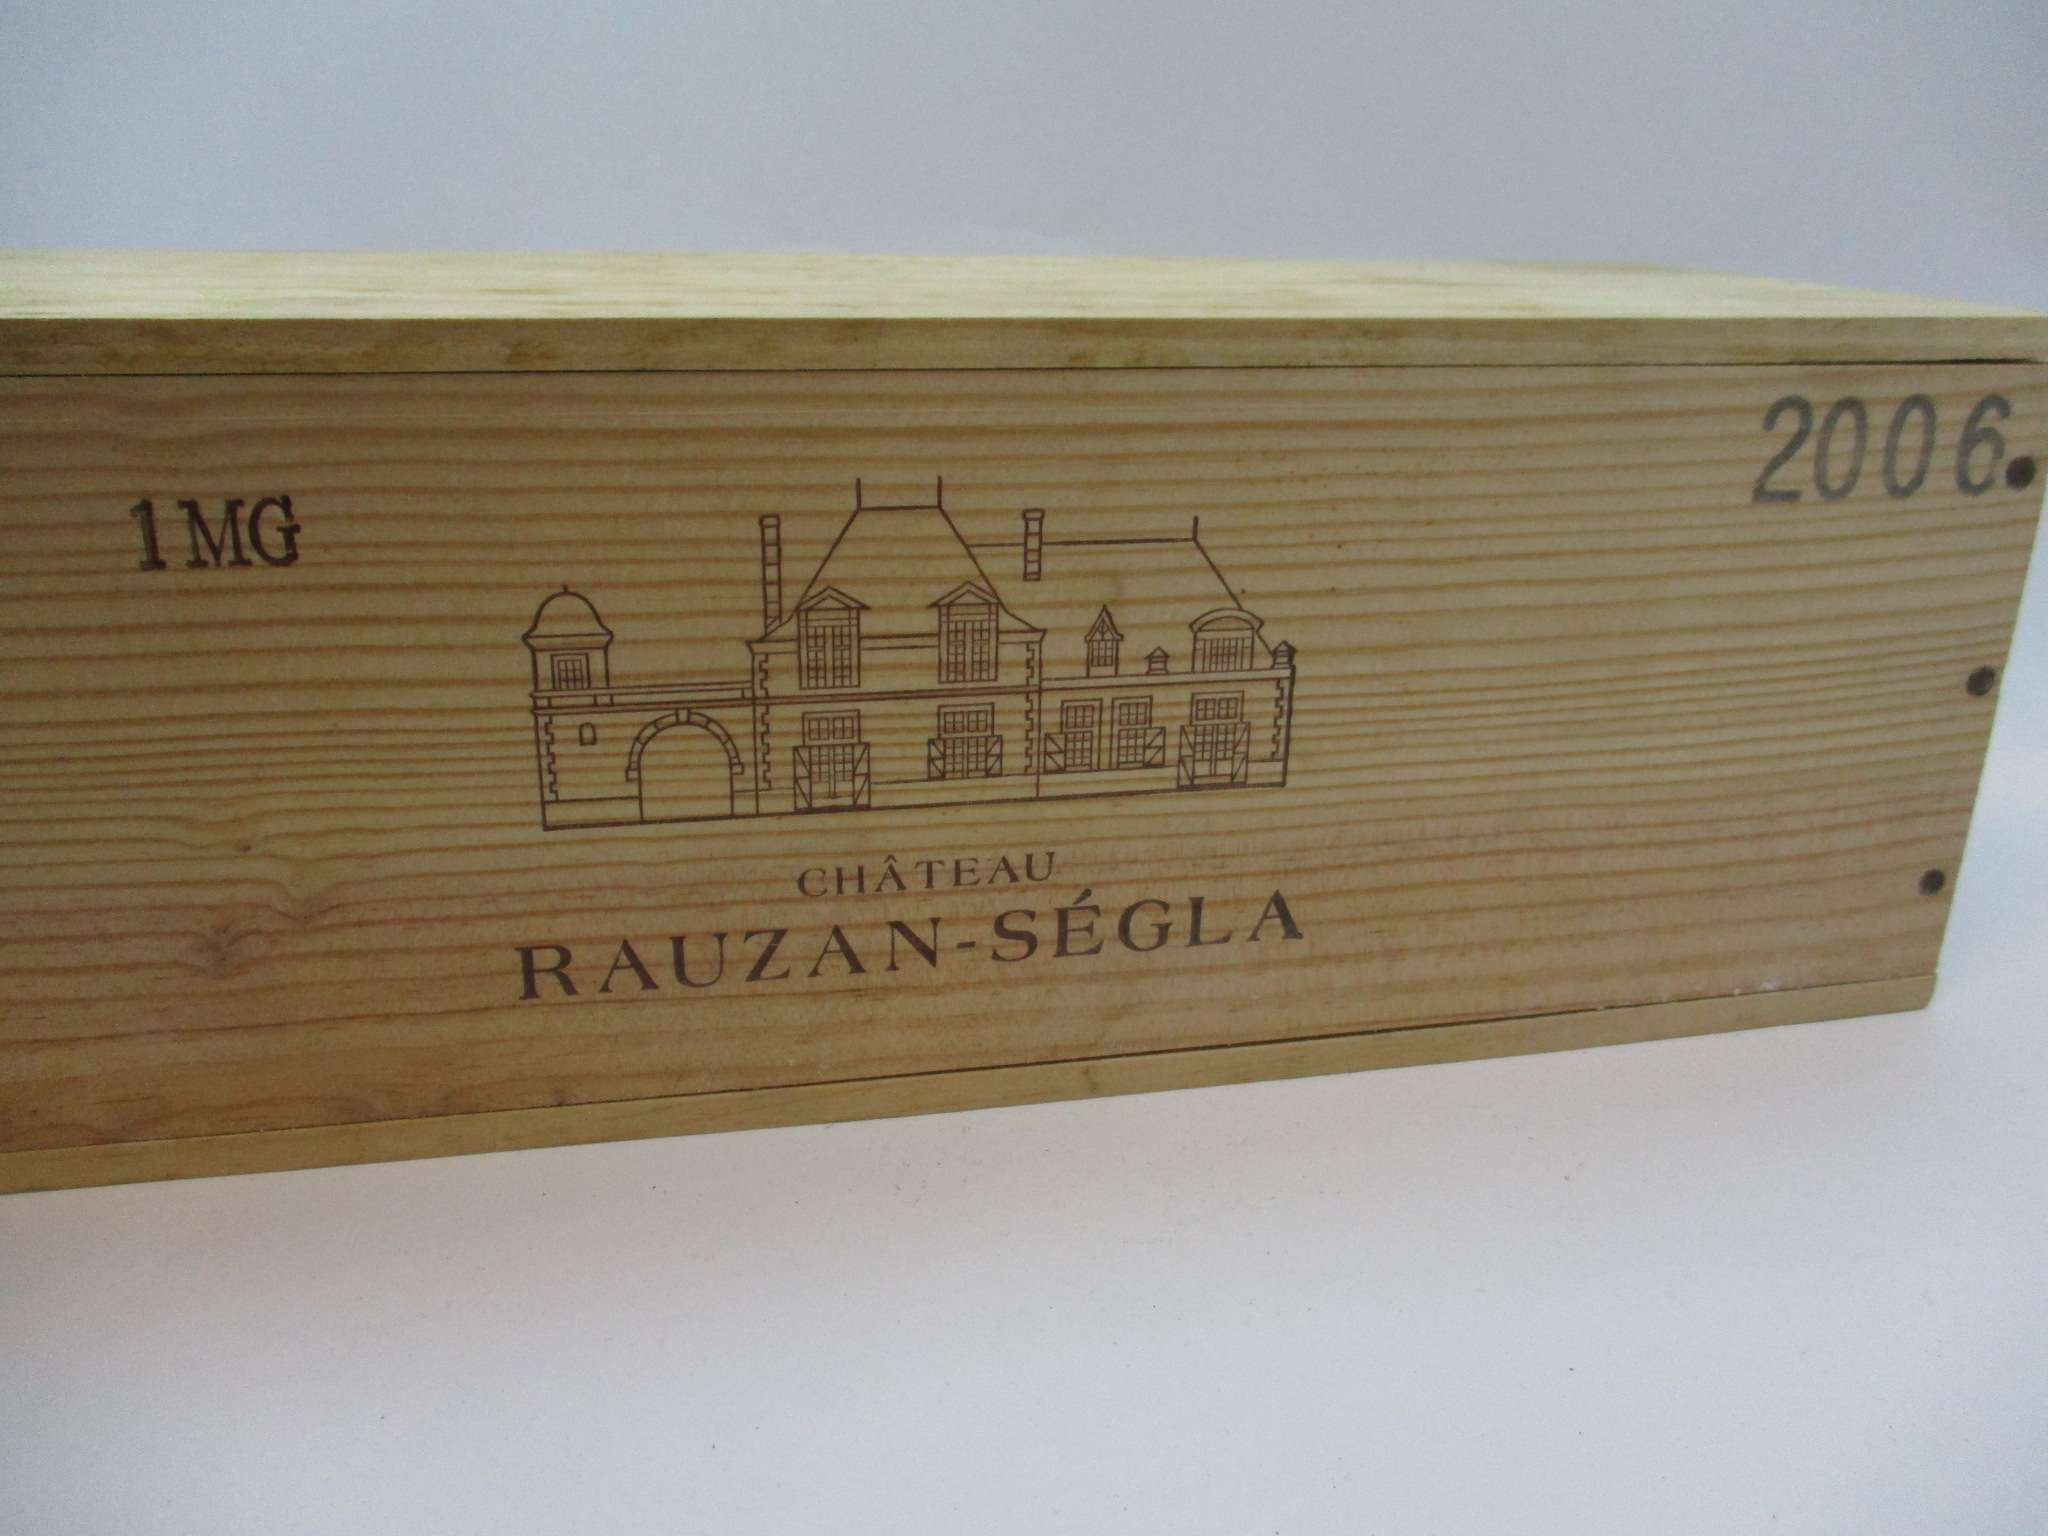 2006
1 MG
CHÂTEAU
RAUZAN-SÉGLA